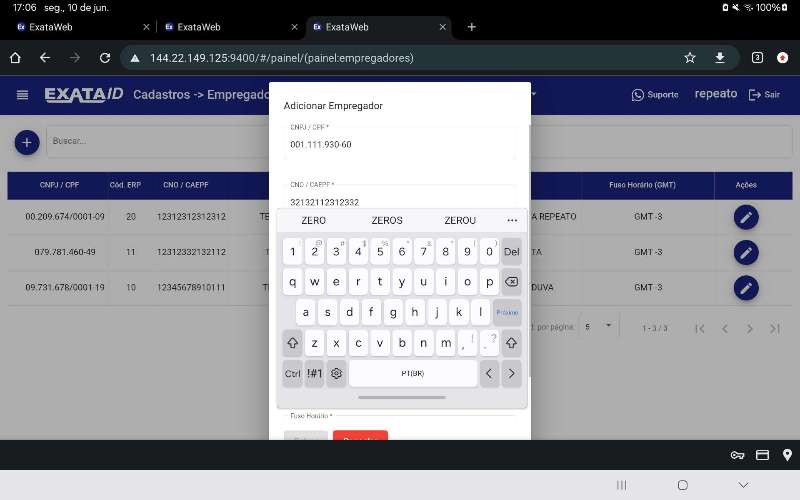 17:06 seg., 10 de jun.
100%
ExataWeb
ExataWeb
ExataWeb
144.22.149.125:9400/#/painel/(painel:empregadores)
3
EXATA ID Cadastros -> Empregado
Suporte
repeato
Sair
Buscar...
CNPJ / CPF Cód. ERP CNO / CAEPF Fuso Horário (GMT) Ações
00.209.674/0001-09 20 12312312312312 TE A REPEATO GMT -3
079.781.460-49 11 12312332132112 TA GMT -3
09.731.678/0001-19 10 12345678910111 DUVA GMT -3
por página: 5 1 - 3 / 3
Adicionar Empregador
CNPJ / CPF *
001.111.930-60
CNO / CAEPF *
32132112312332
ZERO ZEROS ZEROU ...
1 2 3 4 5 6 7 8 9 0 Del
q w e r t y u i o p
a s d f g h j k l Próximo
z x c v b n m , ! . ?
Ctrl !#1 PT(BR) < >
Fuso Horário *